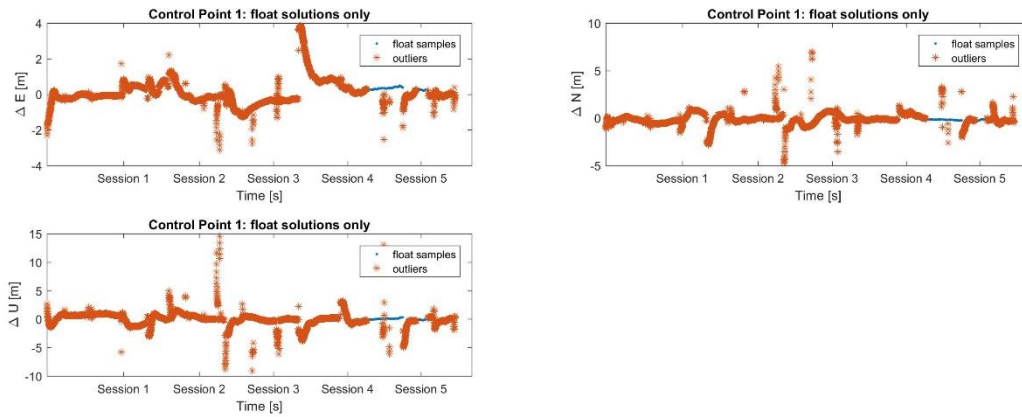 Control Point 1: float solutions only
4
2
0
-2
-4
Δ E [m]
float samples
outliers
Session 1 Session 2 Session 3 Session 4 Session 5
Time [s]
Control Point 1: float solutions only
10
5
0
-5
Δ N [m]
float samples
outliers
Session 1 Session 2 Session 3 Session 4 Session 5
Time [s]
Control Point 1: float solutions only
15
10
5
0
-5
-10
Δ U [m]
float samples
outliers
Session 1 Session 2 Session 3 Session 4 Session 5
Time [s]